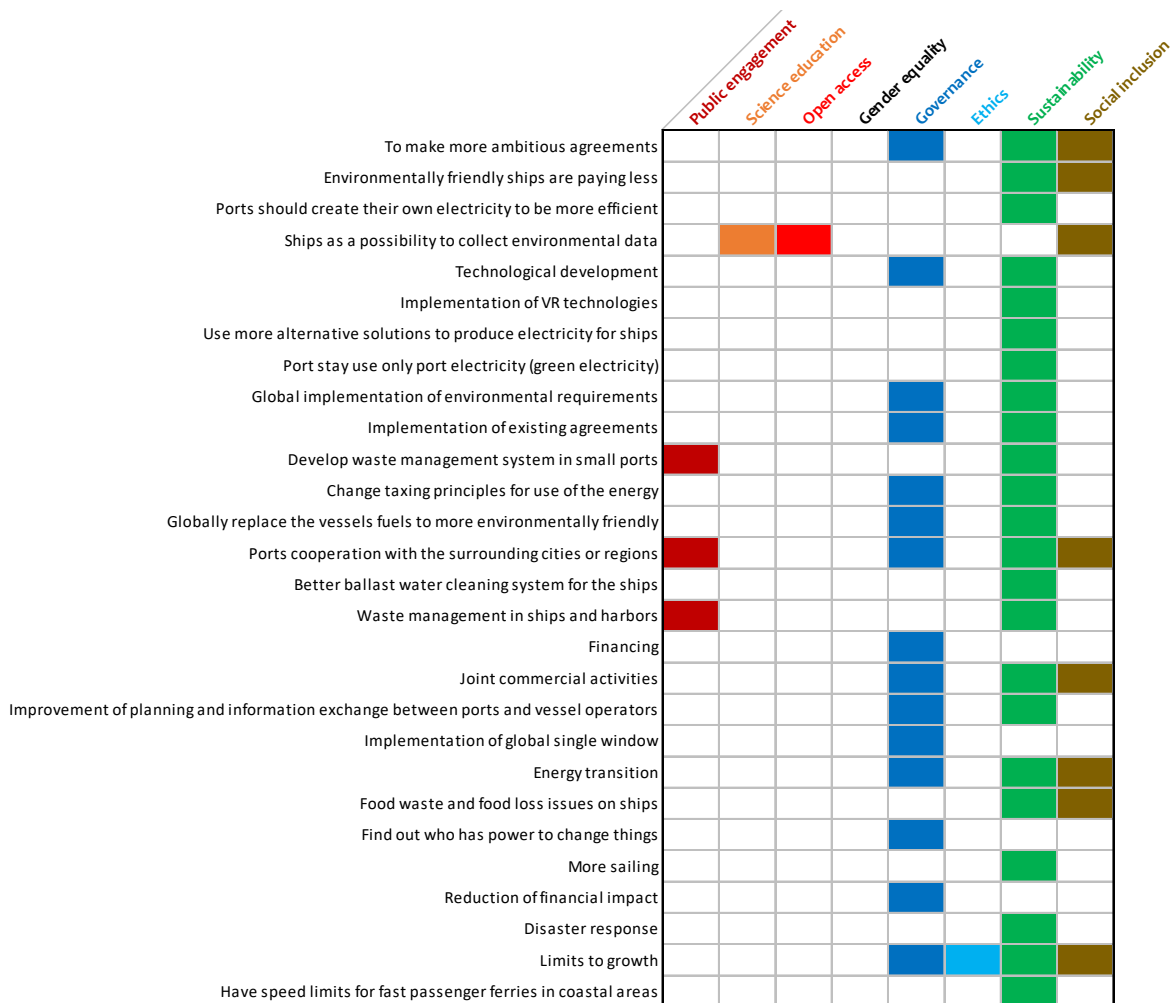 Public engagement
Science education
Open access
Gender equality
Governance
Ethics
Sustainability
Social inclusion
To make more ambitious agreements
Environmentally friendly ships are paying less
Ports should create their own electricity to be more efficient
Ships as a possibility to collect environmental data
Technological development
Implementation of VR technologies
Use more alternative solutions to produce electricity for ships
Port stay use only port electricity (green electricity)
Global implementation of environmental requirements
Implementation of existing agreements
Develop waste management system in small ports
Change taxing principles for use of the energy
Globally replace the vessels fuels to more environmentally friendly
Ports cooperation with the surrounding cities or regions
Better ballast water cleaning system for the ships
Waste management in ships and harbors
Financing
Joint commercial activities
Improvement of planning and information exchange between ports and vessel operators
Implementation of global single window
Energy transition
Food waste and food loss issues on ships
Find out who has power to change things
More sailing
Reduction of financial impact
Disaster response
Limits to growth
Have speed limits for fast passenger ferries in coastal areas